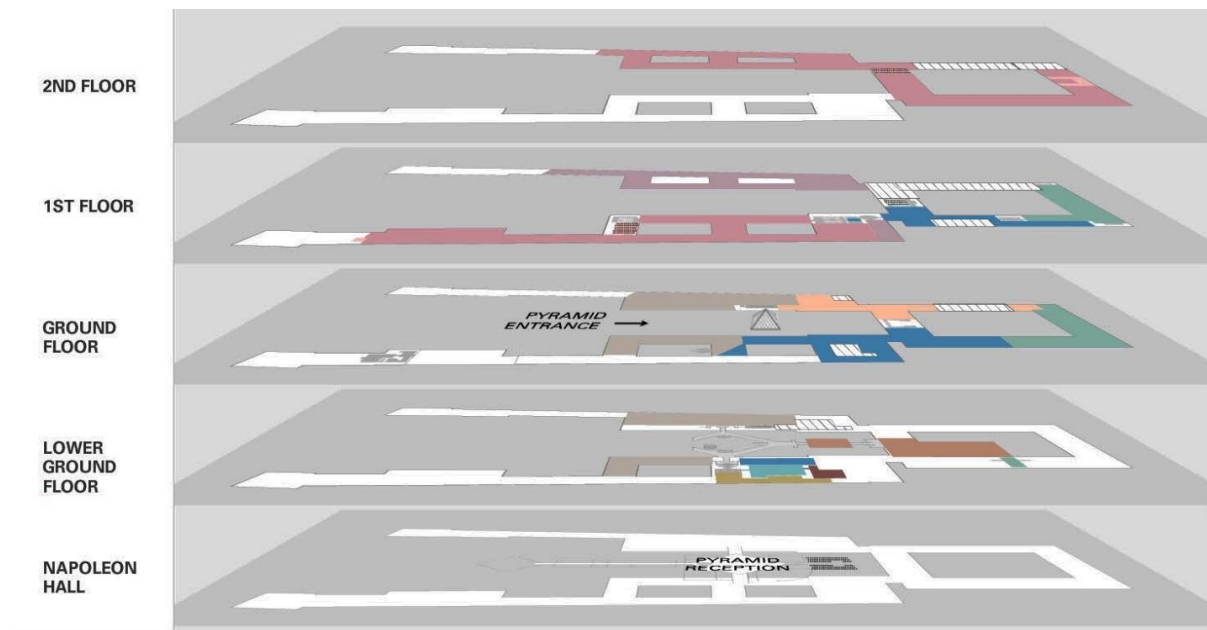 2ND FLOOR
1ST FLOOR
GROUND
FLOOR
PYRAMID
ENTRANCE
LOWER
GROUND
FLOOR
NAPOLEON
HALL
PYRAMID
RECEPTION